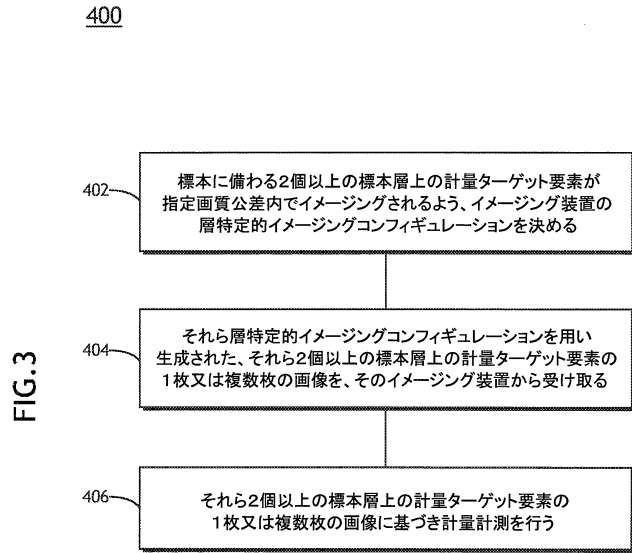 400
402
標本に備わる2個以上の標本層上の計量ターゲット要素が
指定画質公差内でイメージングされるよう、イメージング装置の
層特定的イメージングコンフィギュレーションを決める
404
それら層特定的イメージングコンフィギュレーションを用い
生成された、それら2個以上の標本層上の計量ターゲット要素の
1枚又は複数枚の画像を、そのイメージング装置から受け取る
406
それら2個以上の標本層上の計量ターゲット要素の
1枚又は複数枚の画像に基づき計量計測を行う
FIG.3